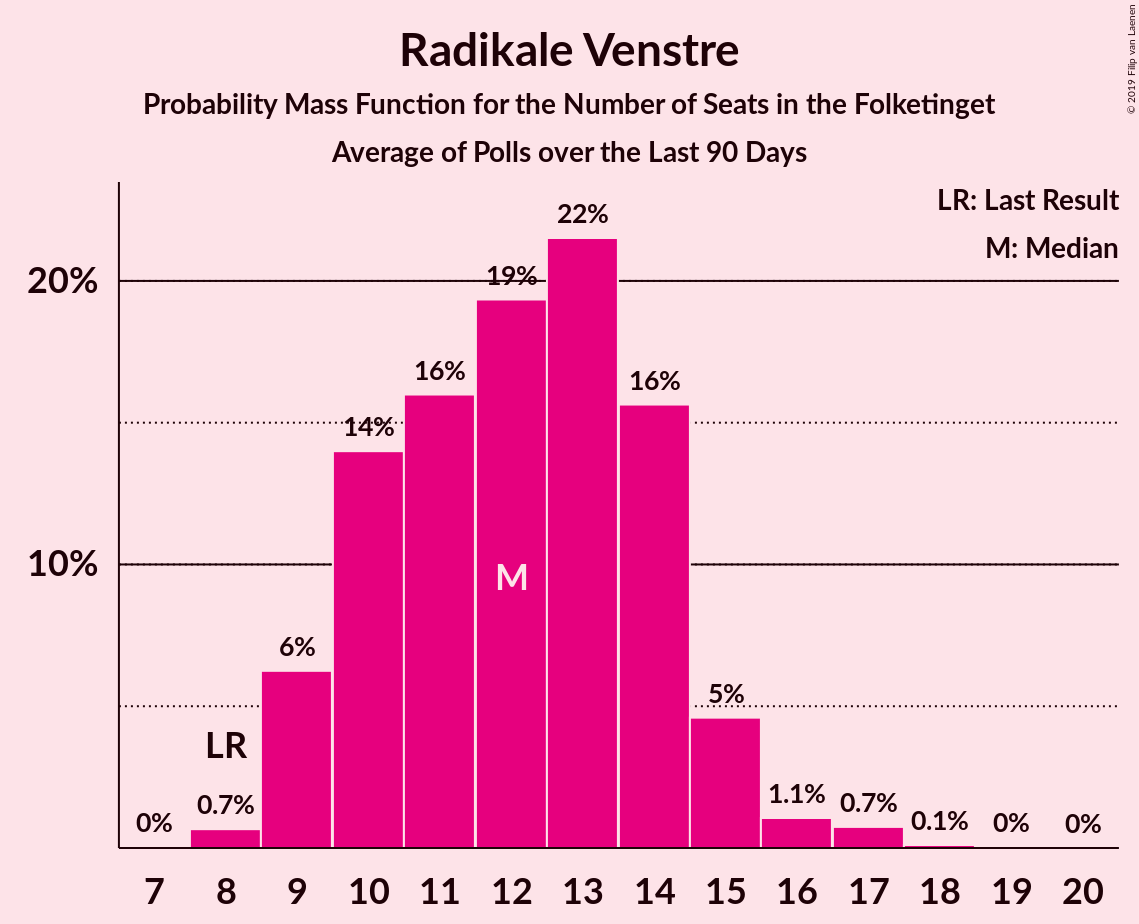 Radikale Venstre
Probability Mass Function for the Number of Seats in the Folketinget
Average of Polls over the Last 90 Days
© 2019 Filip van Laenen
LR: Last Result
M: Median
22%
20%
19%
16%
16%
14%
10%
M
6%
5%
LR
0%
0.7%
1.1%
0.7%
0.1%
0%
0%
7 8 9 10 11 12 13 14 15 16 17 18 19 20